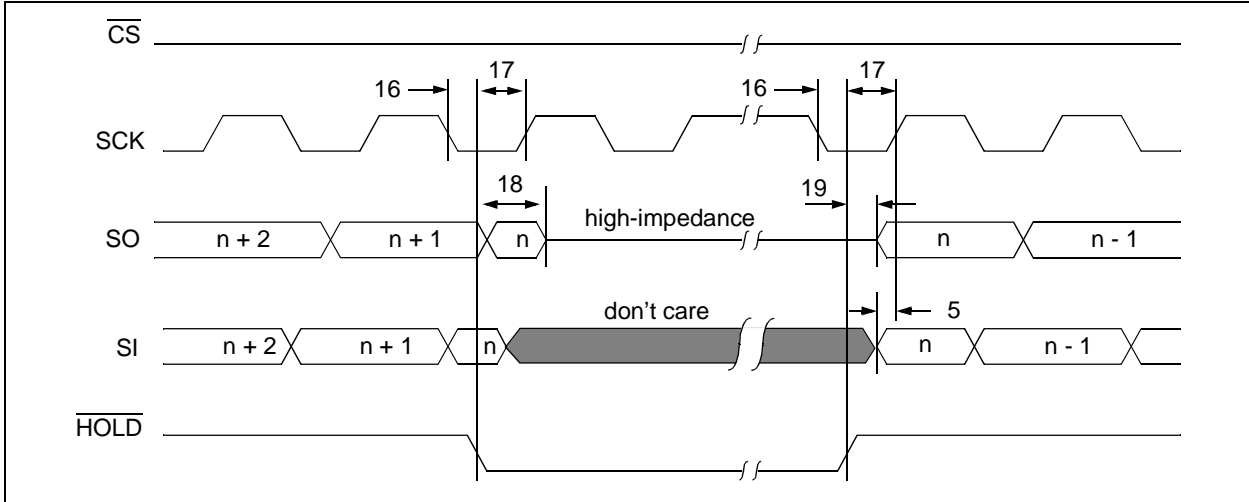 CS
17 17
16 16
SCK
18 19
high-impedance
SO n + 2 n + 1 n n n - 1
don't care 5
SI n + 2 n + 1 n n n - 1
HOLD